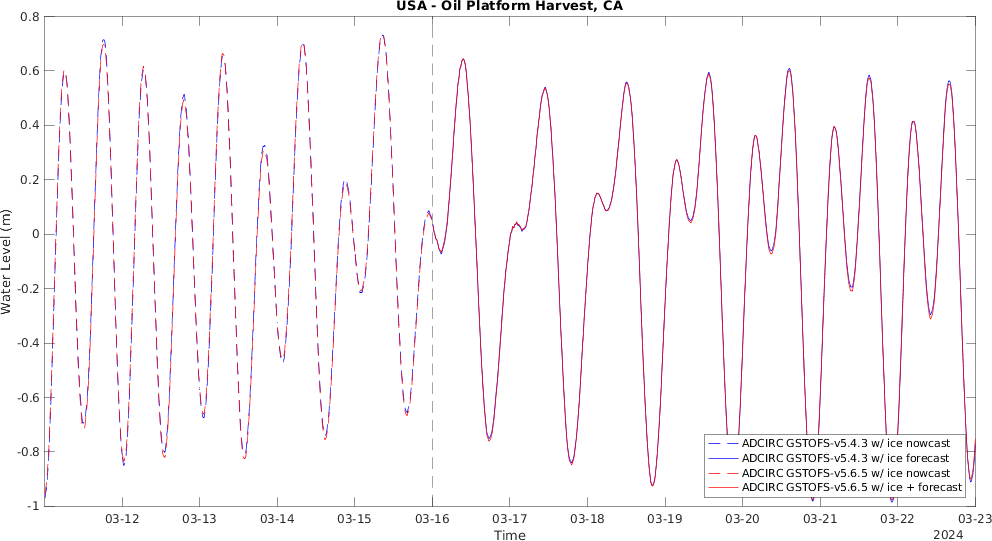 USA - Oil Platform Harvest, CA
Water Level (m)
0.8
0.6
0.4
0.2
0
-0.2
-0.4
-0.6
-0.8
-1
ADCIRC GSTOFS-v5.4.3 w/ ice nowcast
ADCIRC GSTOFS-v5.4.3 w/ ice forecast
ADCIRC GSTOFS-v5.6.5 w/ ice nowcast
ADCIRC GSTOFS-v5.6.5 w/ ice + forecast
03-12 03-13 03-14 03-15 03-16 03-17 03-18 03-19 03-20 03-21 03-22 03-23
Time
2024